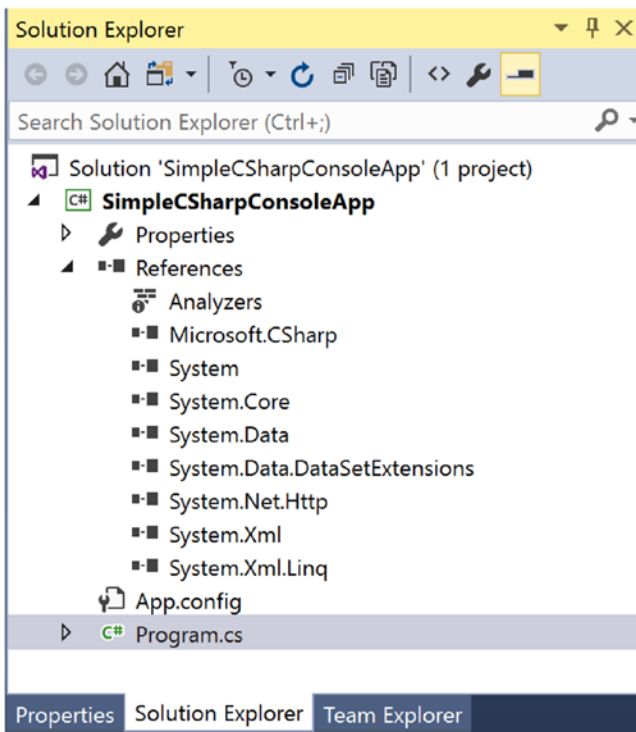 Solution Explorer
Search Solution Explorer (Ctrl+;)
Solution 'SimpleCSharpConsoleApp' (1 project)
C# SimpleCSharpConsoleApp
Properties
References
Analyzers
Microsoft.CSharp
System
System.Core
System.Data
System.Data.DataSetExtensions
System.Net.Http
System.Xml
System.Xml.Linq
App.config
C# Program.cs
Properties Solution Explorer Team Explorer